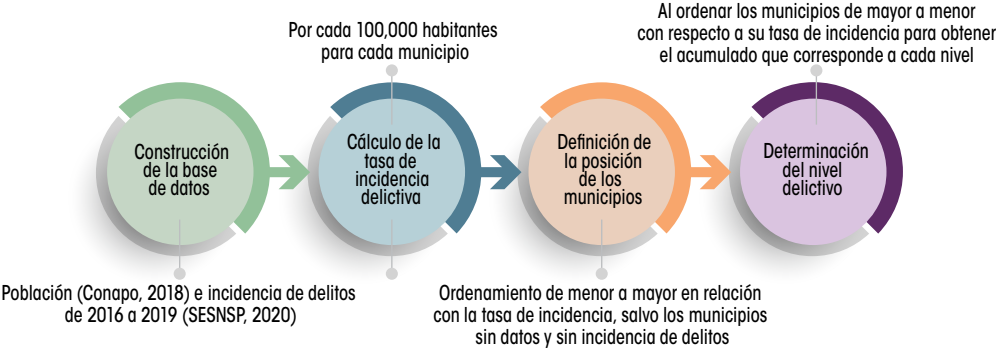 Construcción
de la base
de datos
Población (Conapo, 2018) e incidencia de delitos
de 2016 a 2019 (SESNSP, 2020)
Por cada 100,000 habitantes
para cada municipio
Cálculo de la
tasa de
incidencia
delictiva
Definición de
la posición
de los
municipios
Ordenamiento de menor a mayor en relación
con la tasa de incidencia, salvo los municipios
sin datos y sin incidencia de delitos
Al ordenar los municipios de mayor a menor
con respecto a su tasa de incidencia para obtener
el acumulado que corresponde a cada nivel
Determinación
del nivel
delictivo